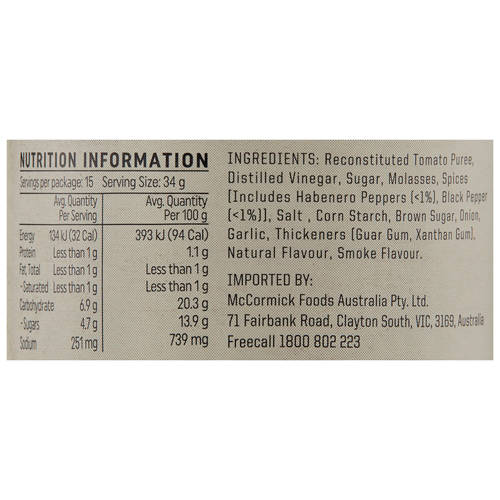 NUTRITION INFORMATION
Servings per package: 15 Serving Size: 34 g
Avg. Quantity Per Serving Avg. Quantity Per 100 g
Energy 134 kJ (32 Cal) 393 kJ (94 Cal)
Protein Less than 1 g 1.1 g
Fat, Total Less than 1 g Less than 1 g
-Saturated Less than 1 g Less than 1 g
Carbohydrate 6.9 g 20.3 g
-Sugars 4.7 g 13.9 g
Sodium 251 mg 739 mg
INGREDIENTS: Reconstituted Tomato Puree,
Distilled Vinegar, Sugar, Molasses, Spices
[Includes Habenero Peppers (<1%), Black Pepper
(<1%)], Salt , Corn Starch, Brown Sugar, Onion,
Garlic, Thickeners (Guar Gum, Xanthan Gum),
Natural Flavour, Smoke Flavour.
IMPORTED BY:
McCormick Foods Australia Pty. Ltd.
71 Fairbank Road, Clayton South, VIC, 3169, Australia
Freecall 1800 802 223